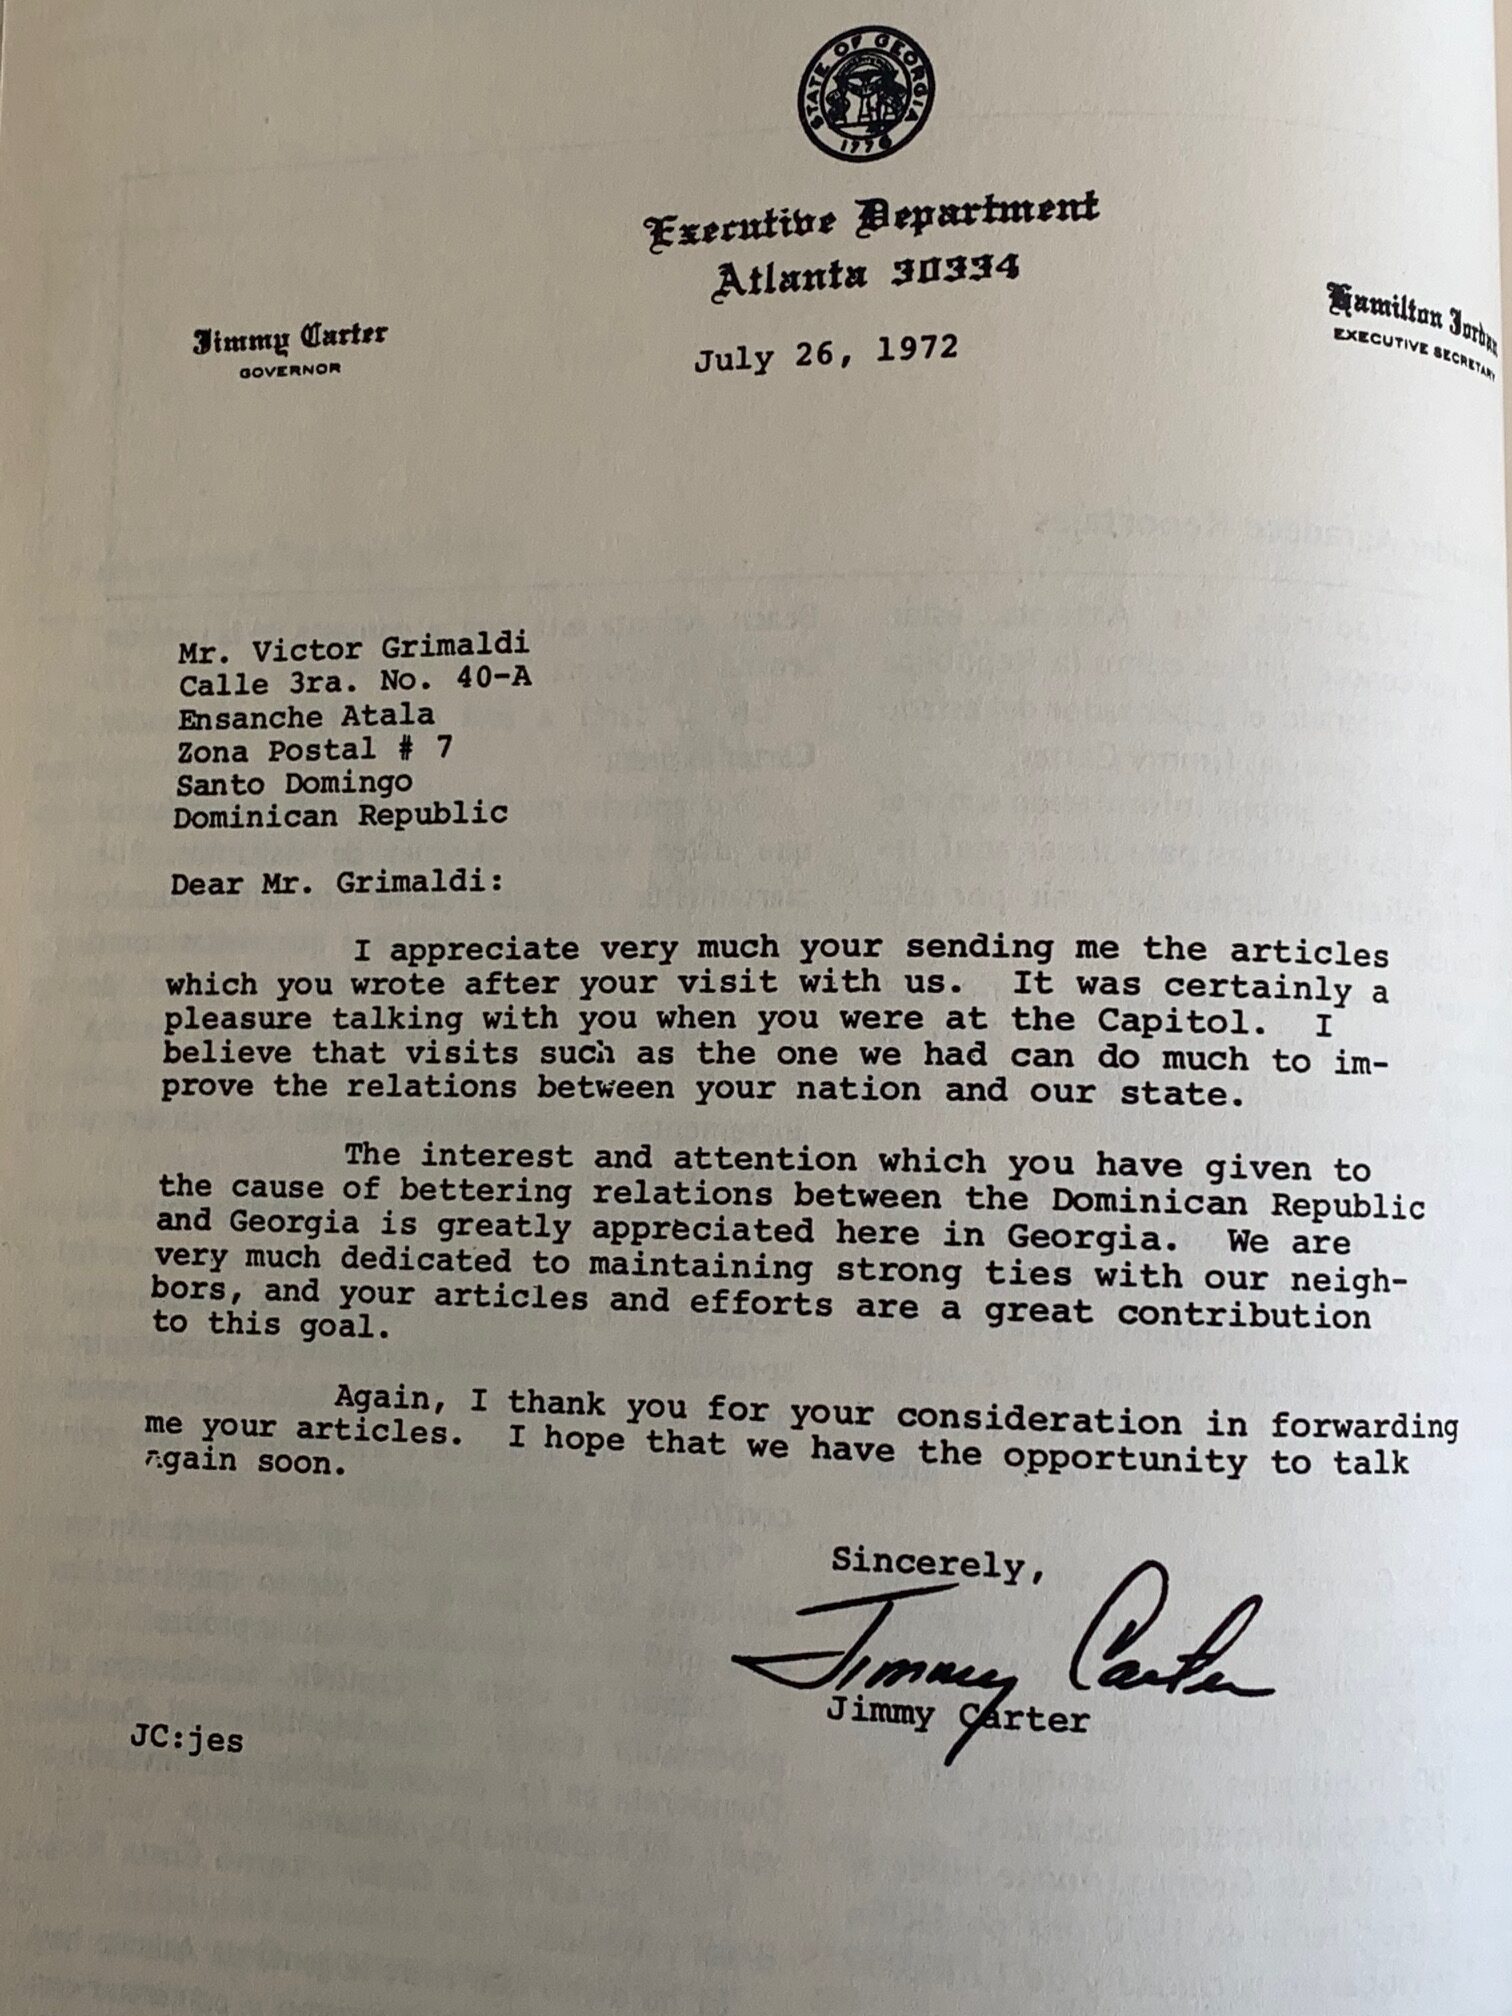 STATE OF GEORGIA
1776
Executive Department
Atlanta 30334
Jimmy Carter
GOVERNOR
July 26, 1972
Hamilton Jordan
EXECUTIVE SECRETARY
Mr. Victor Grimaldi
Calle 3ra. No. 40-A
Ensanche Atala
Zona Postal # 7
Santo Domingo
Dominican Republic
Dear Mr. Grimaldi:
I appreciate very much your sending me the articles
which you wrote after your visit with us. It was certainly a
pleasure talking with you when you were at the Capitol. I
believe that visits such as the one we had can do much to im-
prove the relations between your nation and our state.
The interest and attention which you have given to
the cause of bettering relations between the Dominican Republic
and Georgia is greatly appreciated here in Georgia. We are
very much dedicated to maintaining strong ties with our neigh-
bors, and your articles and efforts are a great contribution
to this goal.
Again, I thank you for your consideration in forwarding
me your articles. I hope that we have the opportunity to talk
again soon.
Sincerely,
Jimmy Carter
Jimmy Carter
JC:jes